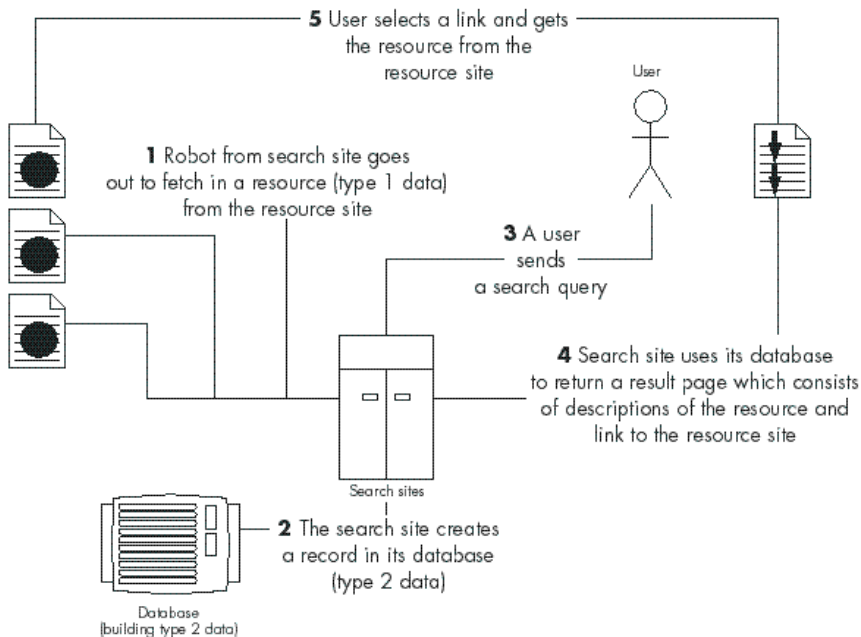 5 User selects a link and gets
the resource from the
resource site
User
1 Robot from search site goes
out to fetch in a resource (type 1 data)
from the resource site
3 A user
sends
a search query
4 Search site uses its database
to return a result page which consists
of descriptions of the resource and
link to the resource site
Search sites
2 The search site creates
a record in its database
(type 2 data)
Database
(building type 2 data)